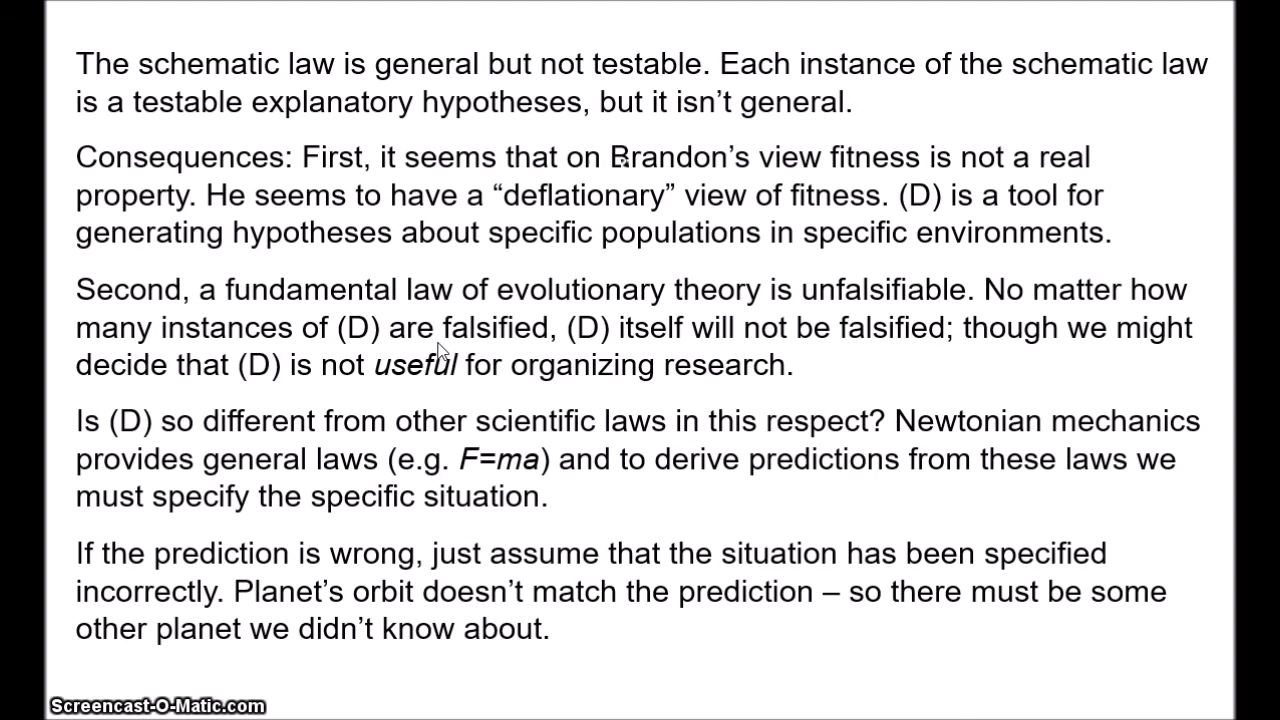 The schematic law is general but not testable. Each instance of the schematic law
is a testable explanatory hypotheses, but it isn’t general.
Consequences: First, it seems that on Brandon’s view fitness is not a real
property. He seems to have a “deflationary” view of fitness. (D) is a tool for
generating hypotheses about specific populations in specific environments.
Second, a fundamental law of evolutionary theory is unfalsifiable. No matter how
many instances of (D) are falsified, (D) itself will not be falsified; though we might
decide that (D) is not useful for organizing research.
Is (D) so different from other scientific laws in this respect? Newtonian mechanics
provides general laws (e.g. F=ma) and to derive predictions from these laws we
must specify the specific situation.
If the prediction is wrong, just assume that the situation has been specified
incorrectly. Planet’s orbit doesn’t match the prediction – so there must be some
other planet we didn’t know about.
Screencast-O-Matic.com